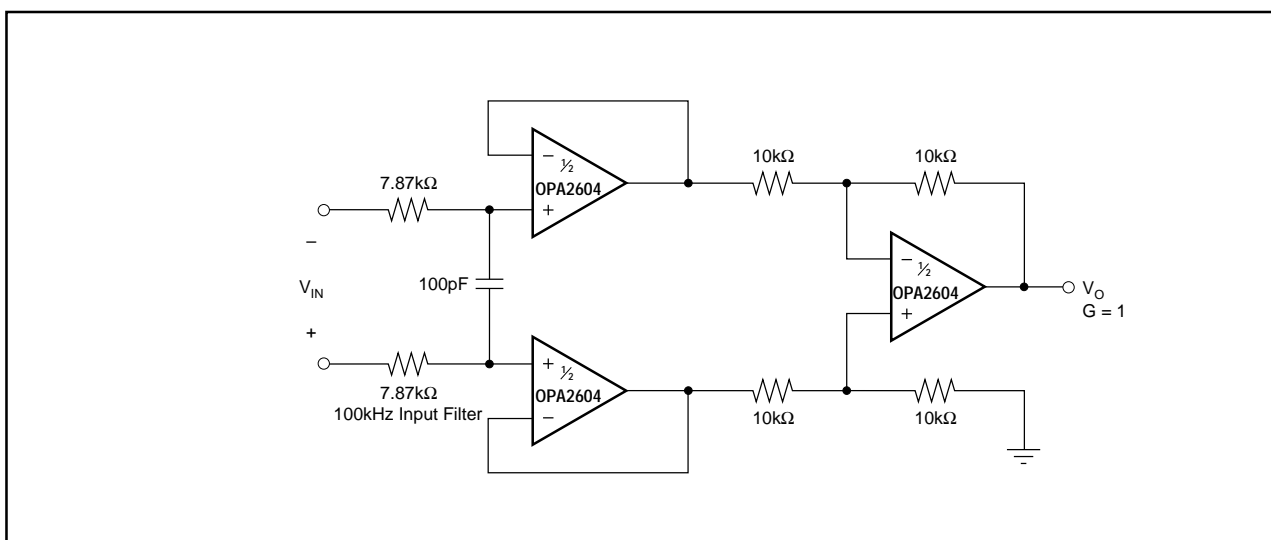 7.87kΩ
−
V_IN
+
7.87kΩ
100kHz Input Filter
100pF
−
½
OPA2604
+
+
½
OPA2604
−
10kΩ
10kΩ
10kΩ
10kΩ
−
½
OPA2604
+
V_O
G = 1